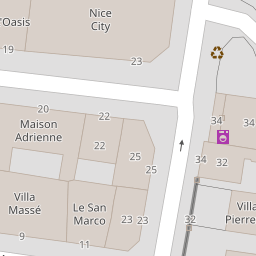 Nice
City
'Oasis
19
23
20
22
Maison
Adrienne
22
25
25
34
34
34
32
Villa
Massé
Le San
Marco
23
23
32
Villa
Pierre
9
11